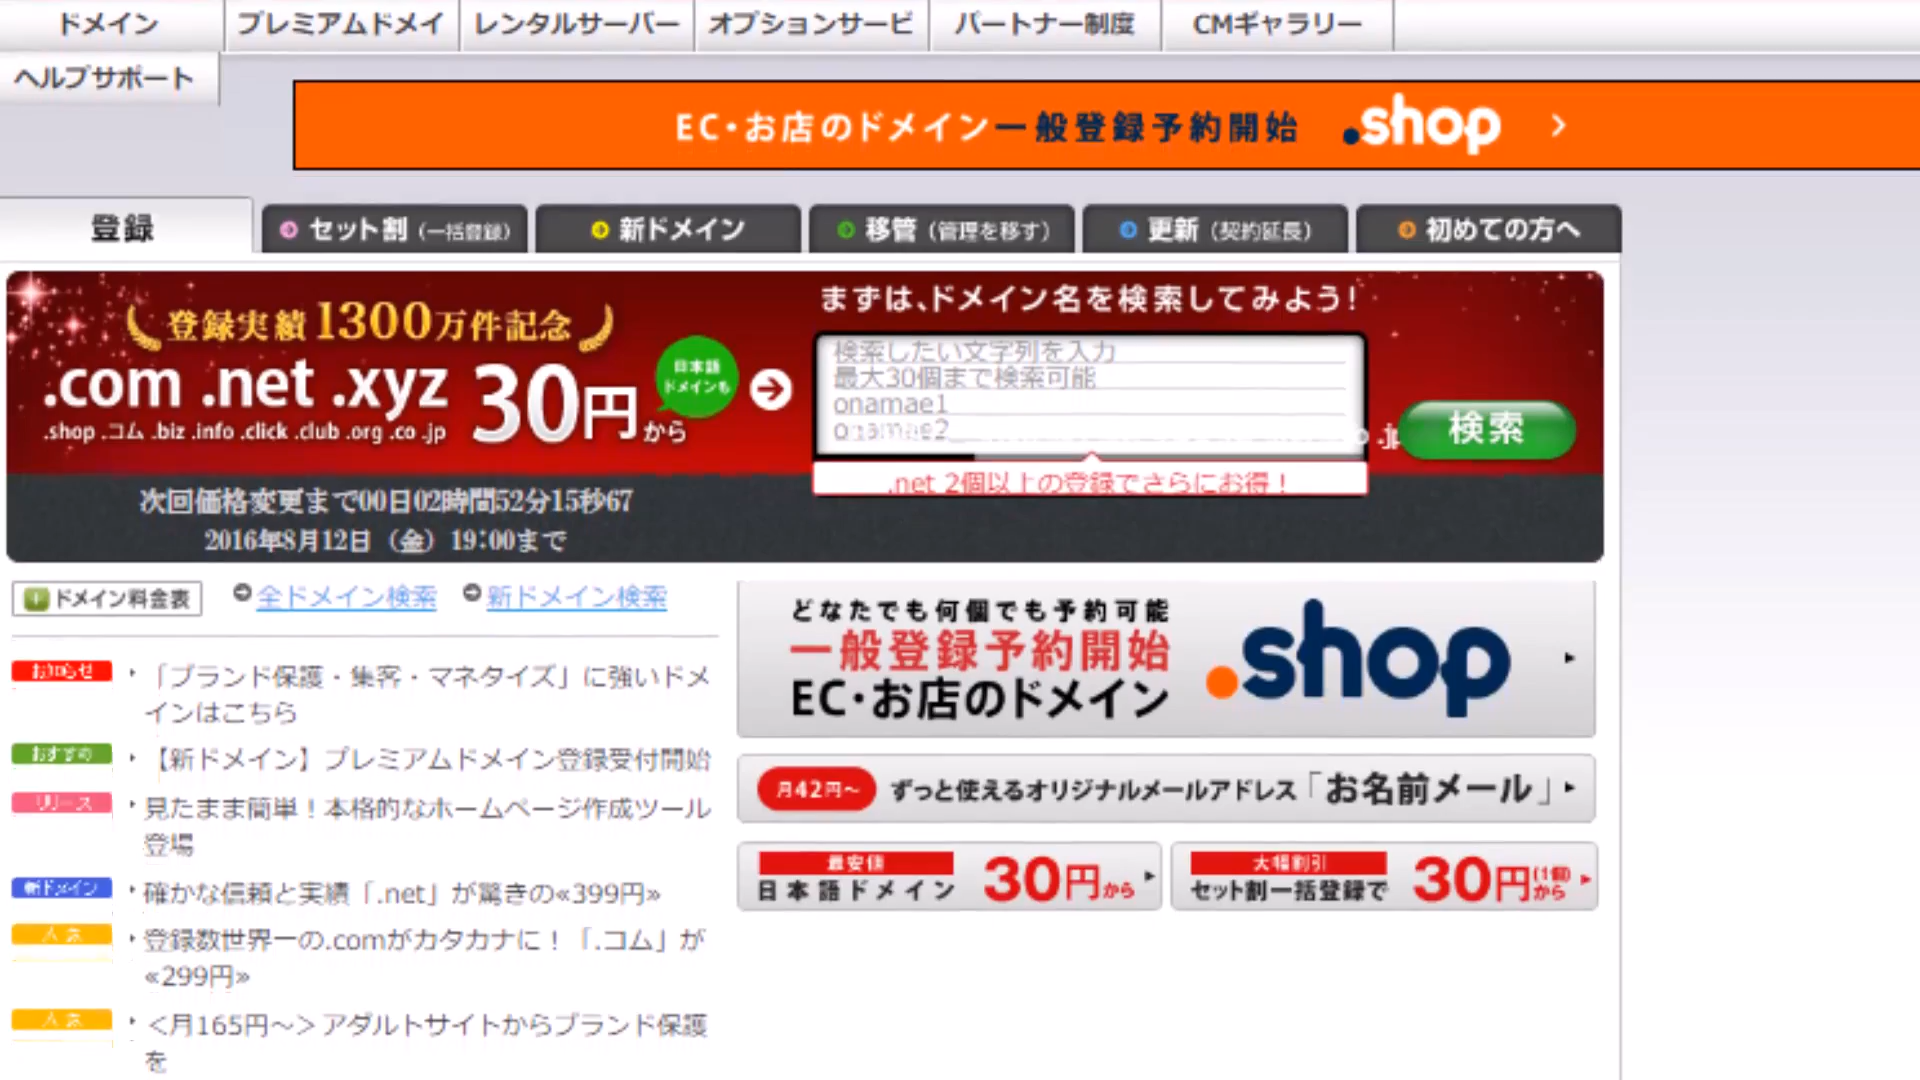 ドメイン
プレミアムドメイ
レンタルサーバー
オプションサービ
パートナー制度
CMギャラリー
ヘルプサポート
EC・お店のドメイン一般登録予約開始 .shop
登録
セット割（一括登録）
新ドメイン
移管（管理を移す）
更新（契約延長）
初めての方へ
登録実績1300万件記念
.com .net .xyz 30円から
.shop .コム .biz .info .click .club .org .co .jp
日本語
ドメインも
次回価格変更まで00日02時間52分15秒67
2016年8月12日（金）19:00まで
まずは、ドメイン名を検索してみよう!
検索したい文字列を入力
最大30個まで検索可能
onamae1
onamae2
.jp
検索
.net 2個以上の登録でさらにお得！
ドメイン料金表
全ドメイン検索
新ドメイン検索
お知らせ
「ブランド保護・集客・マネタイズ」に強いドメ
インはこちら
おすすめ
【新ドメイン】プレミアムドメイン登録受付開始
リリース
見たまま簡単！本格的なホームページ作成ツール
登場
新ドメイン
確かな信頼と実績「.net」が驚きの«399円»
登録数世界一の.comがカタカナに！「.コム」が
«299円»
＜月165円～＞アダルトサイトからブランド保護
を
どなたでも何個でも予約可能
一般登録予約開始
EC・お店のドメイン
.shop
月42円～ ずっと使えるオリジナルメールアドレス「お名前メール」
最安値
日本語ドメイン 30円から
大幅割引
セット割一括登録で 30円(1個)から